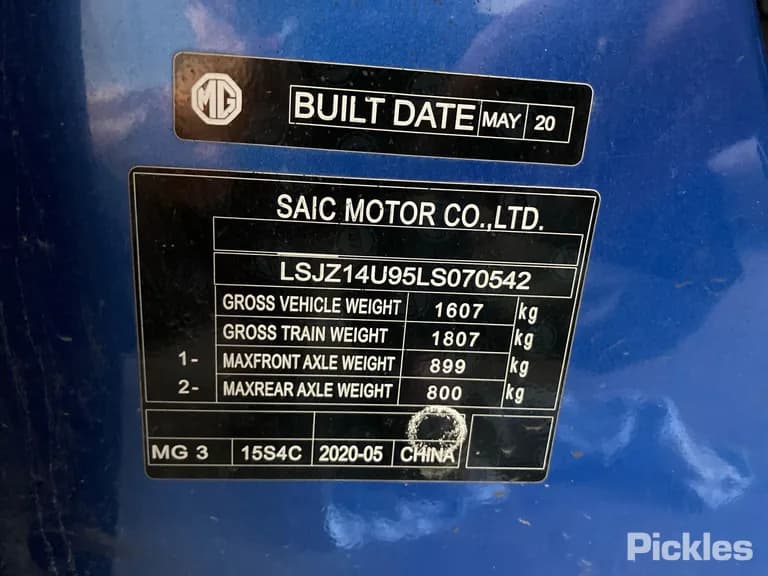 MG BUILT DATE MAY 20
SAIC MOTOR CO.,LTD.
LSJZ14U95LS070542
GROSS VEHICLE WEIGHT 1607 kg
GROSS TRAIN WEIGHT 1807 kg
1- MAXFRONT AXLE WEIGHT 899 kg
2- MAXREAR AXLE WEIGHT 800 kg
MG 3 15S4C 2020-05 CHINA
Pickles